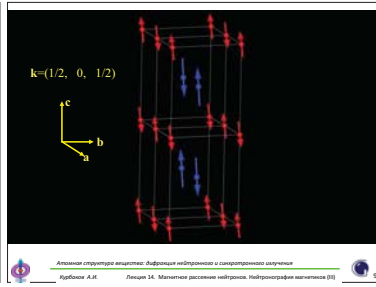 k=(1/2, 0, 1/2)
c
b
a
Атомная структура вещества: дифракция нейтронного и синхротронного излучения
Курбаков А.И. Лекция 14. Магнитное рассеяние нейтронов. Нейтронография магнетиков (III)
9